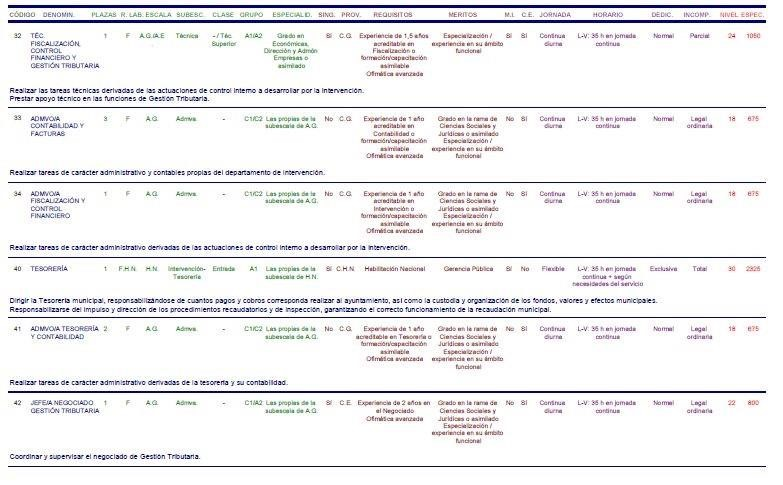 CÓDIGO DENOMIN. PLAZAS R. LAB. ESCALA SUBESC. CLASE GRUPO ESPECIALID. SING. PROV. REQUISITOS MERITOS M.I. C.E. JORNADA HORARIO DEDIC. INCOMP. NIVEL ESPEC.
32 TÉC. 1 F A.G./A.E Técnica - / Téc. A1/A2 Grado en SI C.G. Experiencia de 1,5 años Especialización / SI SI Continua L-V: 35 h en jornada Normal Parcial 24 1050
FISCALIZACIÓN, . Superior Económicas, acreditable en experiencia en su ámbito diurna continua
CONTROL Dirección y Admón Fiscalización o funcional
FINANCIERO Y Empresas o formación/capacitación
GESTIÓN TRIBUTARIA asimilado asimilable
Ofimática avanzada
Realizar las tareas técnicas derivadas de las actuaciones de control interno a desarrollar por la intervención.
Prestar apoyo técnico en las funciones de Gestión Tributaria.
33 ADMVO/A 3 F A.G. Admva. - C1/C2 Las propias de la No C.G. Experiencia de 1 año Grado en la rama de No SI Continua L-V: 35 h en jornada Normal Legal 18 675
CONTABILIDAD Y subescala de A.G. acreditable en Ciencias Sociales y diurna continua ordinaria
FACTURAS Contabilidad o Jurídicos o asimilado
formación/capacitación Especialización /
asimilable experiencia en su ámbito
Ofimática avanzada funcional
Realizar tareas de carácter administrativo y contables propias del departamento de intervención.
34 ADMVO/A 1 F A.G. Admva. - C1/C2 Las propias de la No C.G. Experiencia de 1 año Grado en la rama de No SI Continua L-V: 35 h en jornada Normal Legal 18 675
FISCALIZACIÓN Y subescala de A.G. acreditable en Ciencias Sociales y diurna continua ordinaria
CONTROL Intervención o Jurídicos o asimilado
FINANCIERO formación/capacitación Especialización /
asimilable experiencia en su ámbito
Ofimática avanzada funcional
Realizar tareas de carácter administrativo derivadas de las actuaciones de control interno a desarrollar por la intervención.
40 TESORERÍA 1 F.H.N. H.N. Intervención- Entrada A1 Las propias de la SI C.H.N. Habilitación Nacional Gerencia Pública SI No Flexible L-V: 35 h en jornada Exclusiva Total 30 2325
Tesorería subescala de H.N. continua + según
necesidades del servicio
Dirigir la Tesorería municipal, responsabilizándose de cuantos pagos y cobros corresponda realizar al ayuntamiento, así como la custodia y organización de los fondos, valores y efectos municipales.
Responsabilizarse del impulso y dirección de los procedimientos recaudatorios y de inspección, garantizando el correcto funcionamiento de la recaudación municipal.
41 ADMVO/A TESORERÍA 2 F A.G. Admva. - C1/C2 Las propias de la No C.G. Experiencia de 1 año Grado en la rama de No SI Continua L-V: 35 h en jornada Normal Legal 18 675
Y CONTABILIDAD subescala de A.G. acreditable en Tesorería o Ciencias Sociales y diurna continua ordinaria
formación/capacitación Jurídicos o asimilado
asimilable Especialización /
Ofimática avanzada experiencia en su ámbito
funcional
Realizar tareas de carácter administrativo derivadas de la tesorería y su contabilidad.
42 JEFE/A NEGOCIADO 1 F A.G. Admva. - C1/A2 Las propias de la SI C.E. Experiencia de 2 años en Grado en la rama de No SI Continua L-V: 35 h en jornada Normal Legal 22 800
GESTIÓN TRIBUTARIA subescala de A.G. el Negociado Ciencias Sociales y diurna continua ordinaria
Ofimática avanzada Jurídicos o asimilado
Especialización /
experiencia en su ámbito
funcional
Coordinar y supervisar el negociado de Gestión Tributaria.